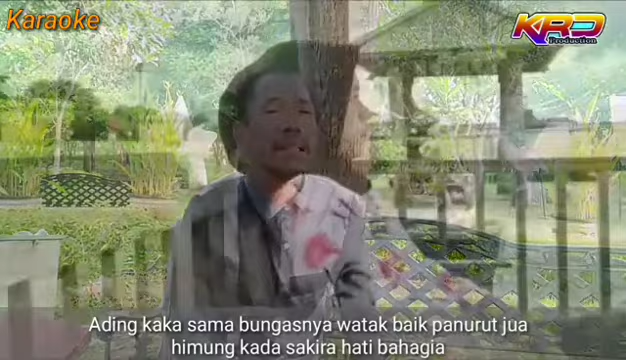 Karaoke
KRD
Production
Ading kaka sama bungasnya watak baik panurut jua
himung kada sakira hati bahagia